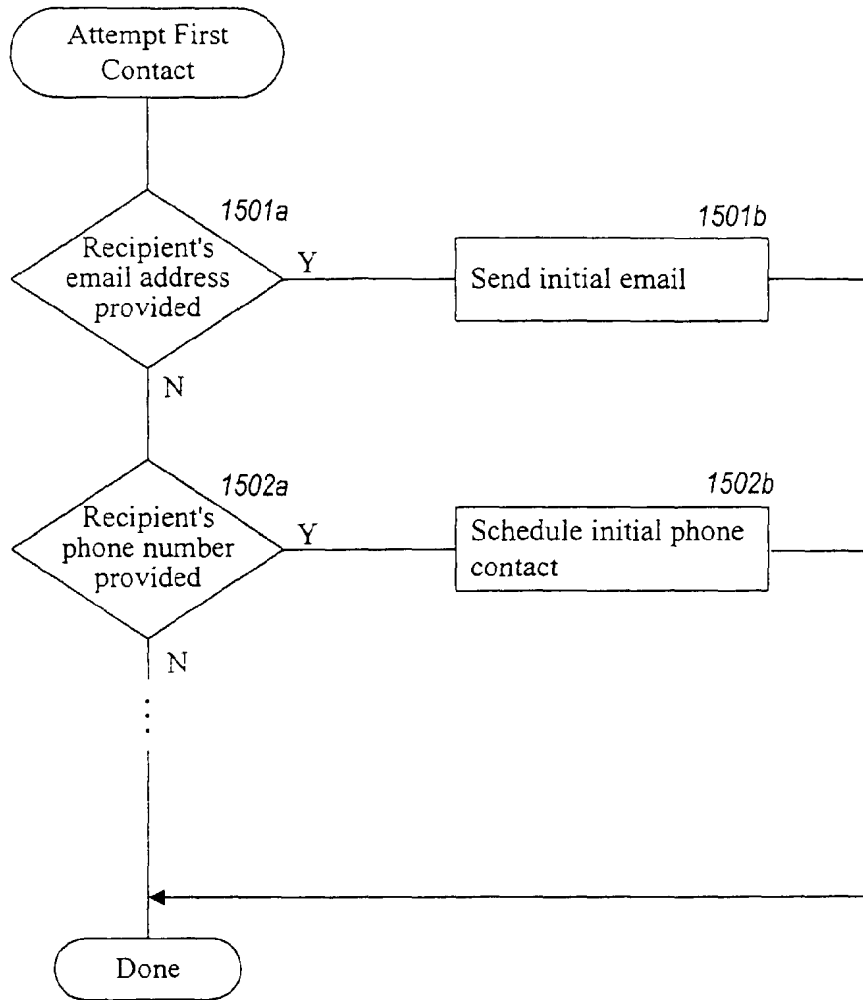 Attempt First
Contact
1501a
Recipient's
email address
provided
Y
N
1501b
Send initial email
1502a
Recipient's
phone number
provided
Y
N
1502b
Schedule initial phone
contact
Done